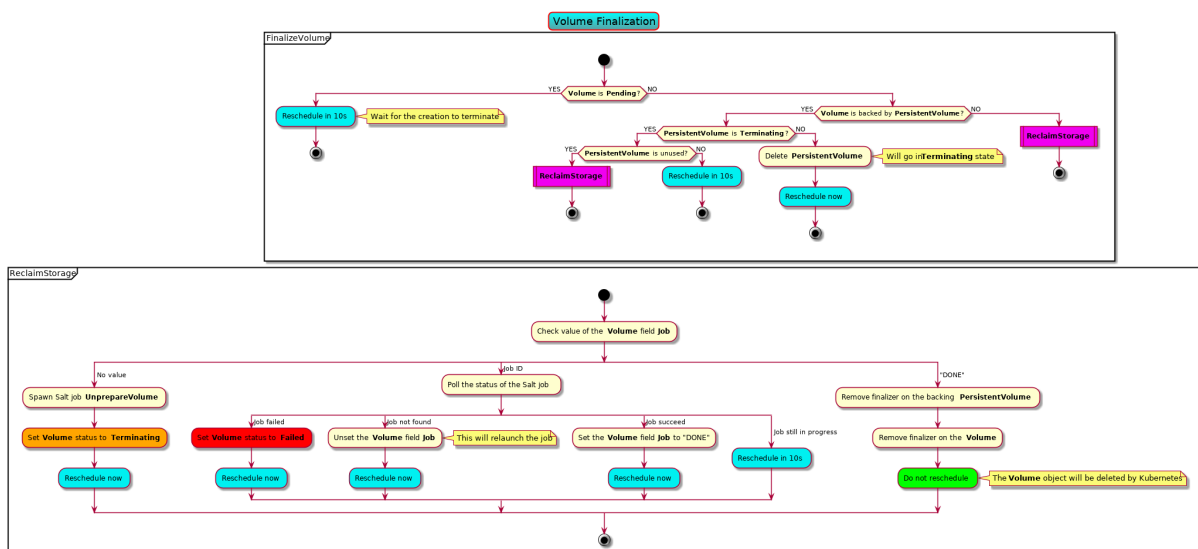 Volume Finalization
FinalizeVolume
YES
Volume is Pending?
NO
Reschedule in 10s
Wait for the creation to terminate
YES
Volume is backed by PersistentVolume?
NO
YES
PersistentVolume is Terminating?
NO
ReclaimStorage
YES
PersistentVolume is unused?
NO
Delete PersistentVolume
Will go inTerminating state
ReclaimStorage
Reschedule in 10s
Reschedule now
ReclaimStorage
Check value of the Volume field Job
No value
Job ID
"DONE"
Spawn Salt job UnprepareVolume
Poll the status of the Salt job
Remove finalizer on the backing PersistentVolume
Job failed
Job not found
Job succeed
Job still in progress
Set Volume status to Terminating
Set Volume status to Failed
Unset the Volume field Job
This will relaunch the job
Set the Volume field Job to "DONE"
Remove finalizer on the Volume
Reschedule in 10s
Reschedule now
Reschedule now
Reschedule now
Reschedule now
Do not reschedule
The Volume object will be deleted by Kubernetes